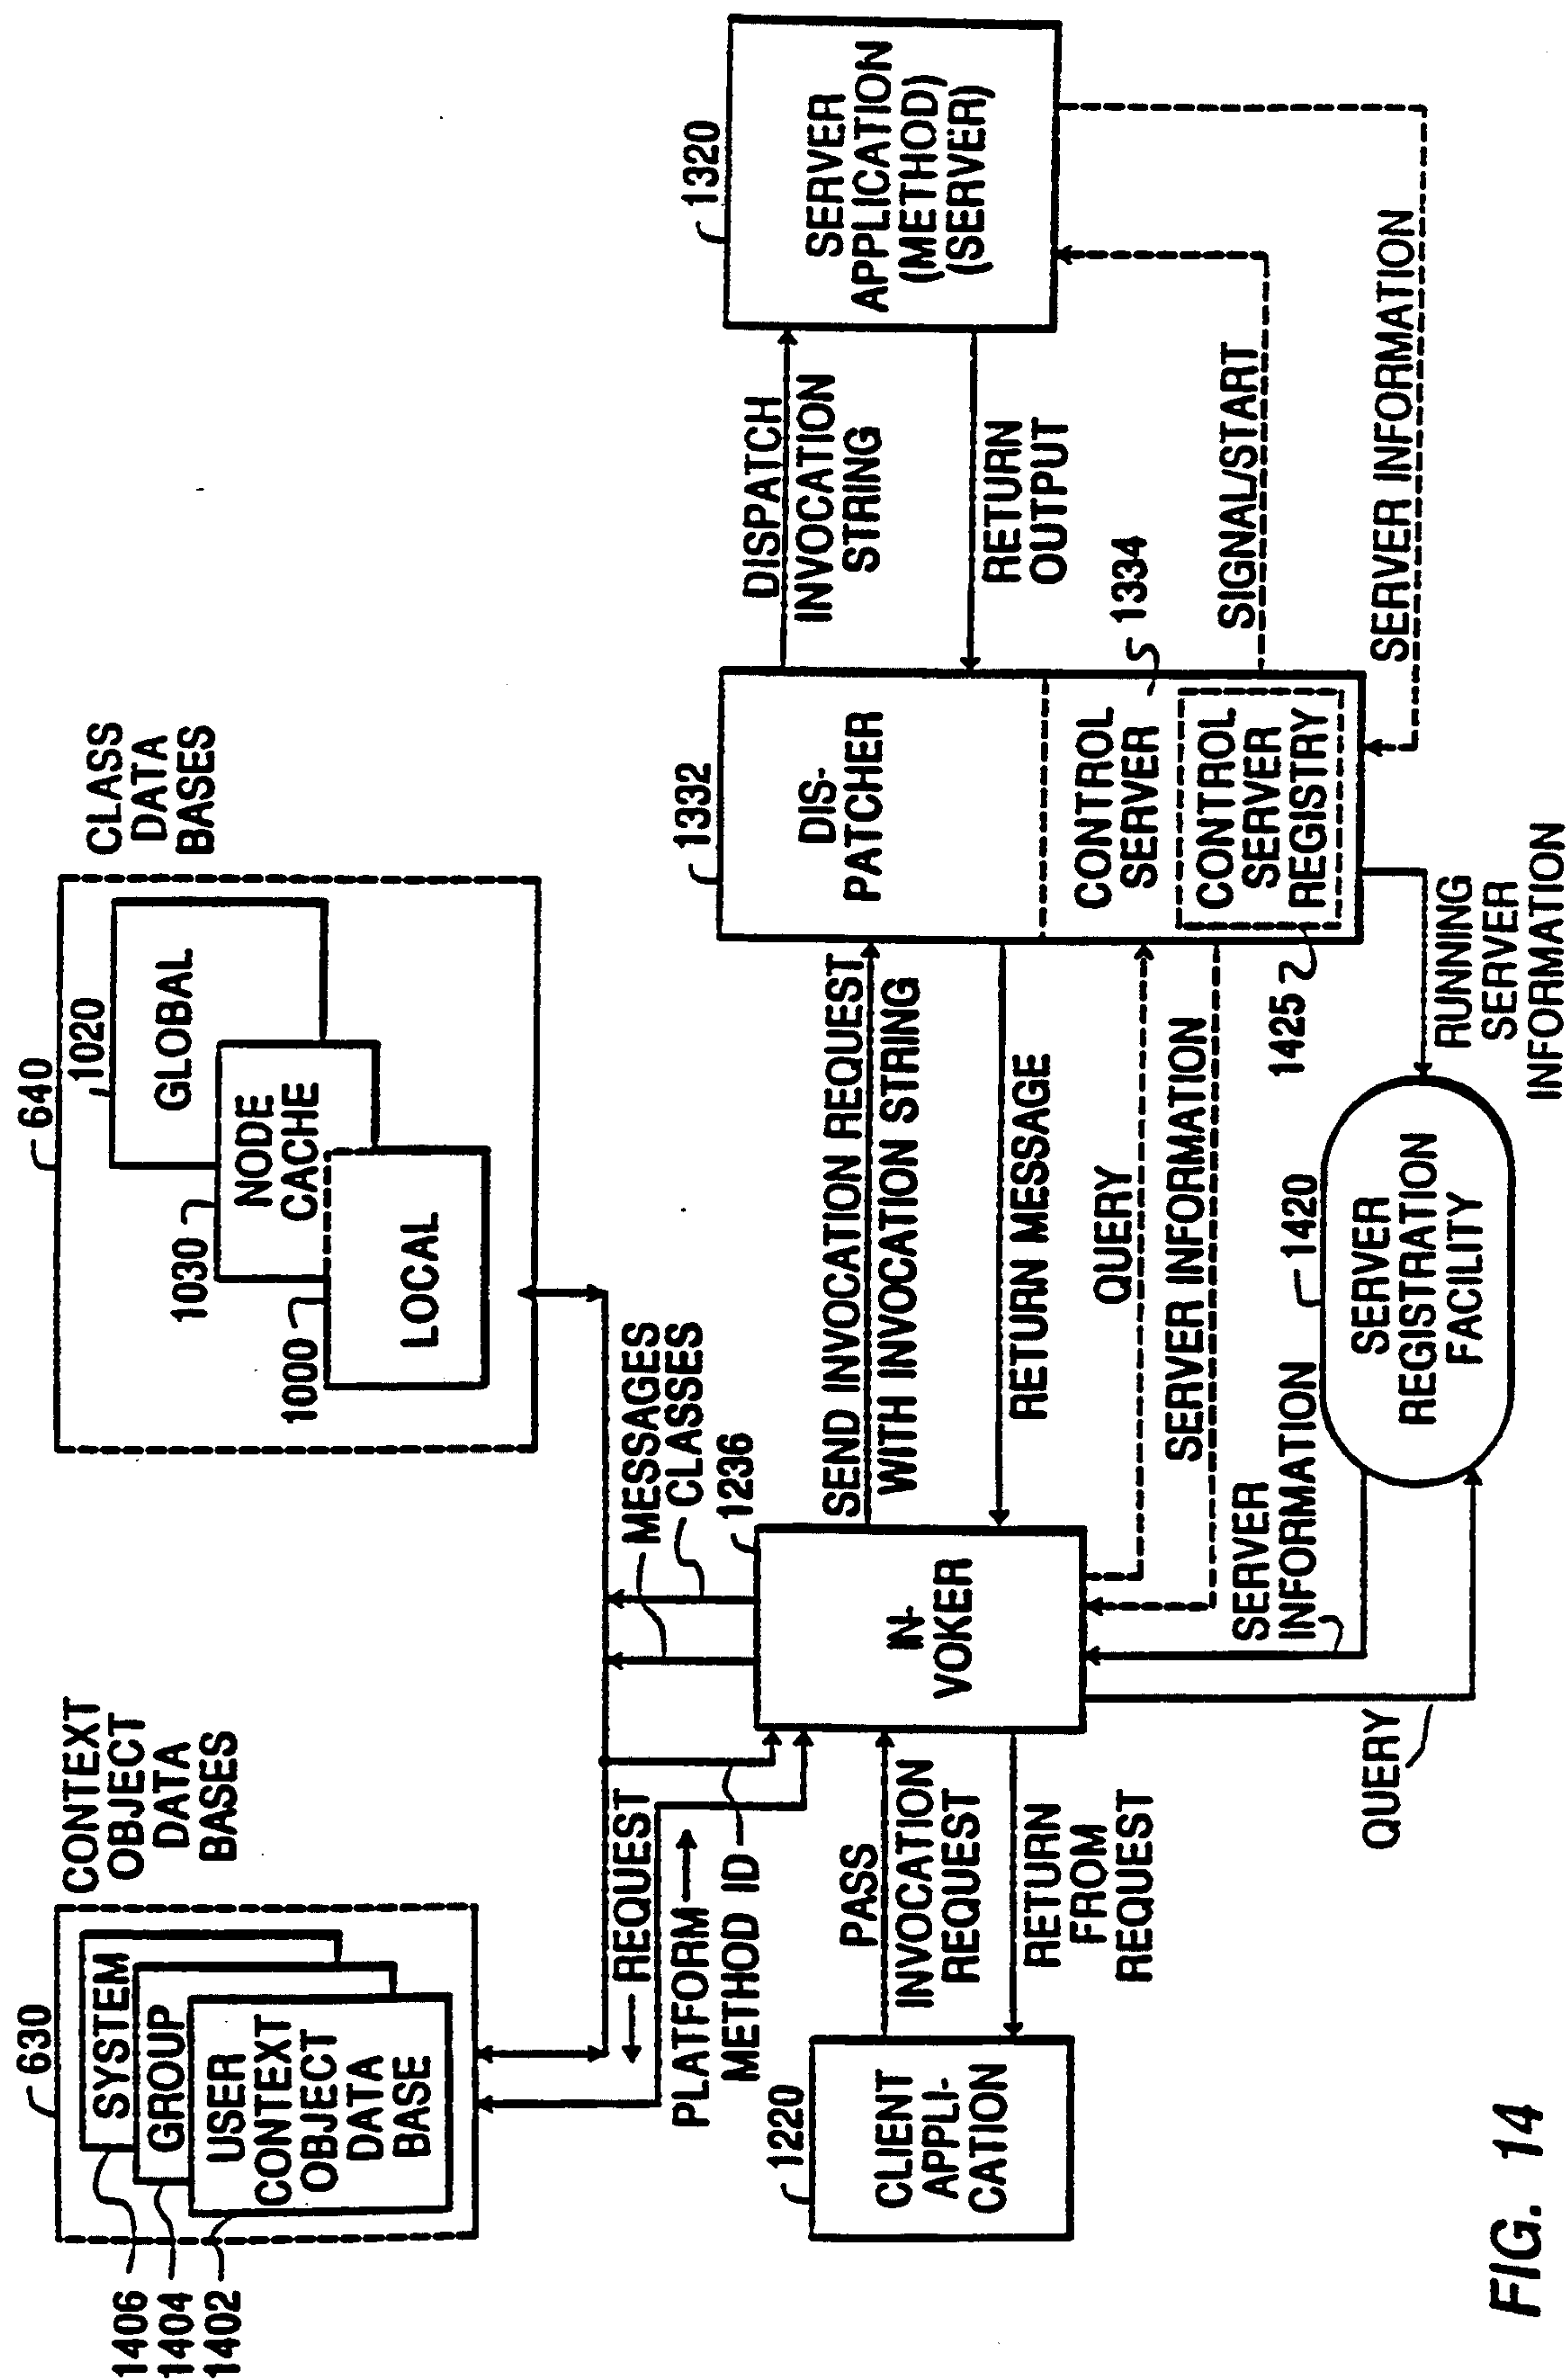 630
1406
1404
1402
SYSTEM
GROUP
USER
CONTEXT
OBJECT
DATA
BASE
CONTEXT
OBJECT
DATA
BASES
640
1020
GLOBAL
1030
NODE
CACHE
1000
LOCAL
CLASS
DATA
BASES
REQUEST
PLATFORM
METHOD ID
MESSAGES
CLASSES
1220
CLIENT
APPLI-
CATION
PASS
INVOCATION
REQUEST
RETURN
FROM
REQUEST
1236
IN-
VOKER
SEND INVOCATION REQUEST
WITH INVOCATION STRING
RETURN MESSAGE
QUERY
SERVER INFORMATION
1332
DIS-
PATCHER
CONTROL
SERVER
1334
CONTROL
SERVER
REGISTRY
1425
DISPATCH
INVOCATION
STRING
RETURN
OUTPUT
1320
SERVER
APPLICATION
(METHOD)
(SERVER)
SIGNAL/START
SERVER INFORMATION
QUERY
SERVER
INFORMATION
1420
SERVER
REGISTRATION
FACILITY
RUNNING
SERVER
INFORMATION
FIG. 14